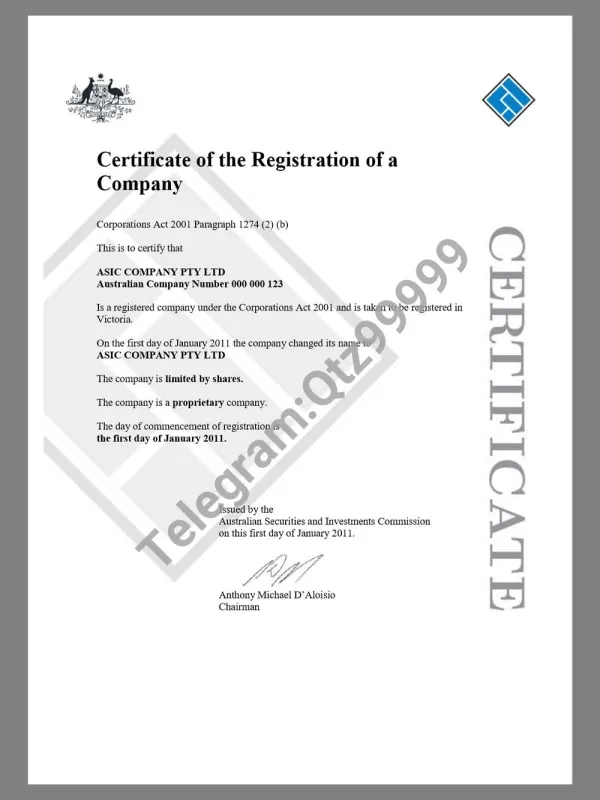 Certificate of the Registration of a
Company
Corporations Act 2001 Paragraph 1274 (2) (b)
This is to certify that
ASIC COMPANY PTY LTD
Australian Company Number 000 000 123
Is a registered company under the Corporations Act 2001 and is taken to be registered in
Victoria.
On the first day of January 2011 the company changed its name to
ASIC COMPANY PTY LTD
The company is limited by shares.
The company is a proprietary company.
The day of commencement of registration is
the first day of January 2011.
Issued by the
Australian Securities and Investments Commission
on this first day of January 2011.
Anthony Michael D'Aloisio
Chairman
CERTIFICATE
Telegram:Qtz99999